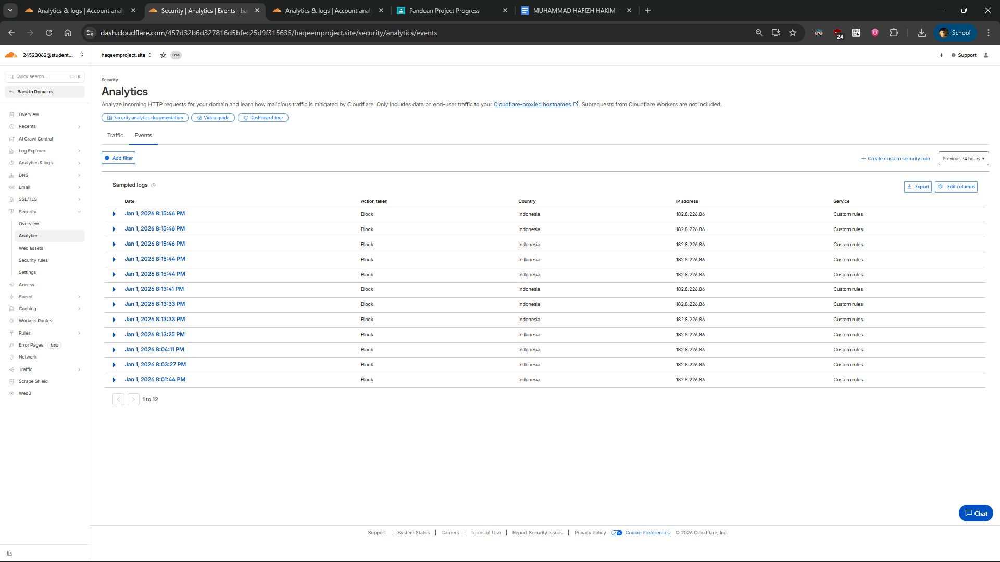 Analytics & logs | Account anal
Security | Analytics | Events | ha
Analytics & logs | Account anal
Panduan Project Progress
MUHAMMAD HAFIZH HAKIM -
dash.cloudflare.com/457d32b6d327816d5bfec25d9f315635/haqeemproject.site/security/analytics/events
24
School
24523062@student...
haqeemproject.site
Free
Support
Quick search...
Ctrl K
Back to Domains
Overview
Recents
AI Crawl Control
Log Explorer
Analytics & logs
DNS
Email
SSL/TLS
Security
Overview
Analytics
Web assets
Security rules
Settings
Access
Speed
Caching
Workers Routes
Rules
Error Pages New
Network
Traffic
Scrape Shield
Web3
Security
Analytics
Analyze incoming HTTP requests for your domain and learn how malicious traffic is mitigated by Cloudflare. Only includes data on end-user traffic to your Cloudflare-proxied hostnames. Subrequests from Cloudflare Workers are not included.
Security analytics documentation
Video guide
Dashboard tour
Traffic
Events
Add filter
Create custom security rule
Previous 24 hours
Sampled logs
Export
Edit columns
Date Action taken Country IP address Service
Jan 1, 2026 8:15:46 PM Block Indonesia 182.8.226.86 Custom rules
Jan 1, 2026 8:15:46 PM Block Indonesia 182.8.226.86 Custom rules
Jan 1, 2026 8:15:46 PM Block Indonesia 182.8.226.86 Custom rules
Jan 1, 2026 8:15:44 PM Block Indonesia 182.8.226.86 Custom rules
Jan 1, 2026 8:15:44 PM Block Indonesia 182.8.226.86 Custom rules
Jan 1, 2026 8:13:41 PM Block Indonesia 182.8.226.86 Custom rules
Jan 1, 2026 8:13:33 PM Block Indonesia 182.8.226.86 Custom rules
Jan 1, 2026 8:13:33 PM Block Indonesia 182.8.226.86 Custom rules
Jan 1, 2026 8:13:25 PM Block Indonesia 182.8.226.86 Custom rules
Jan 1, 2026 8:04:11 PM Block Indonesia 182.8.226.86 Custom rules
Jan 1, 2026 8:03:27 PM Block Indonesia 182.8.226.86 Custom rules
Jan 1, 2026 8:01:44 PM Block Indonesia 182.8.226.86 Custom rules
1 to 12
Chat
Support | System Status | Careers | Terms of Use | Report Security Issues | Privacy Policy Cookie Preferences © 2026 Cloudflare, Inc.